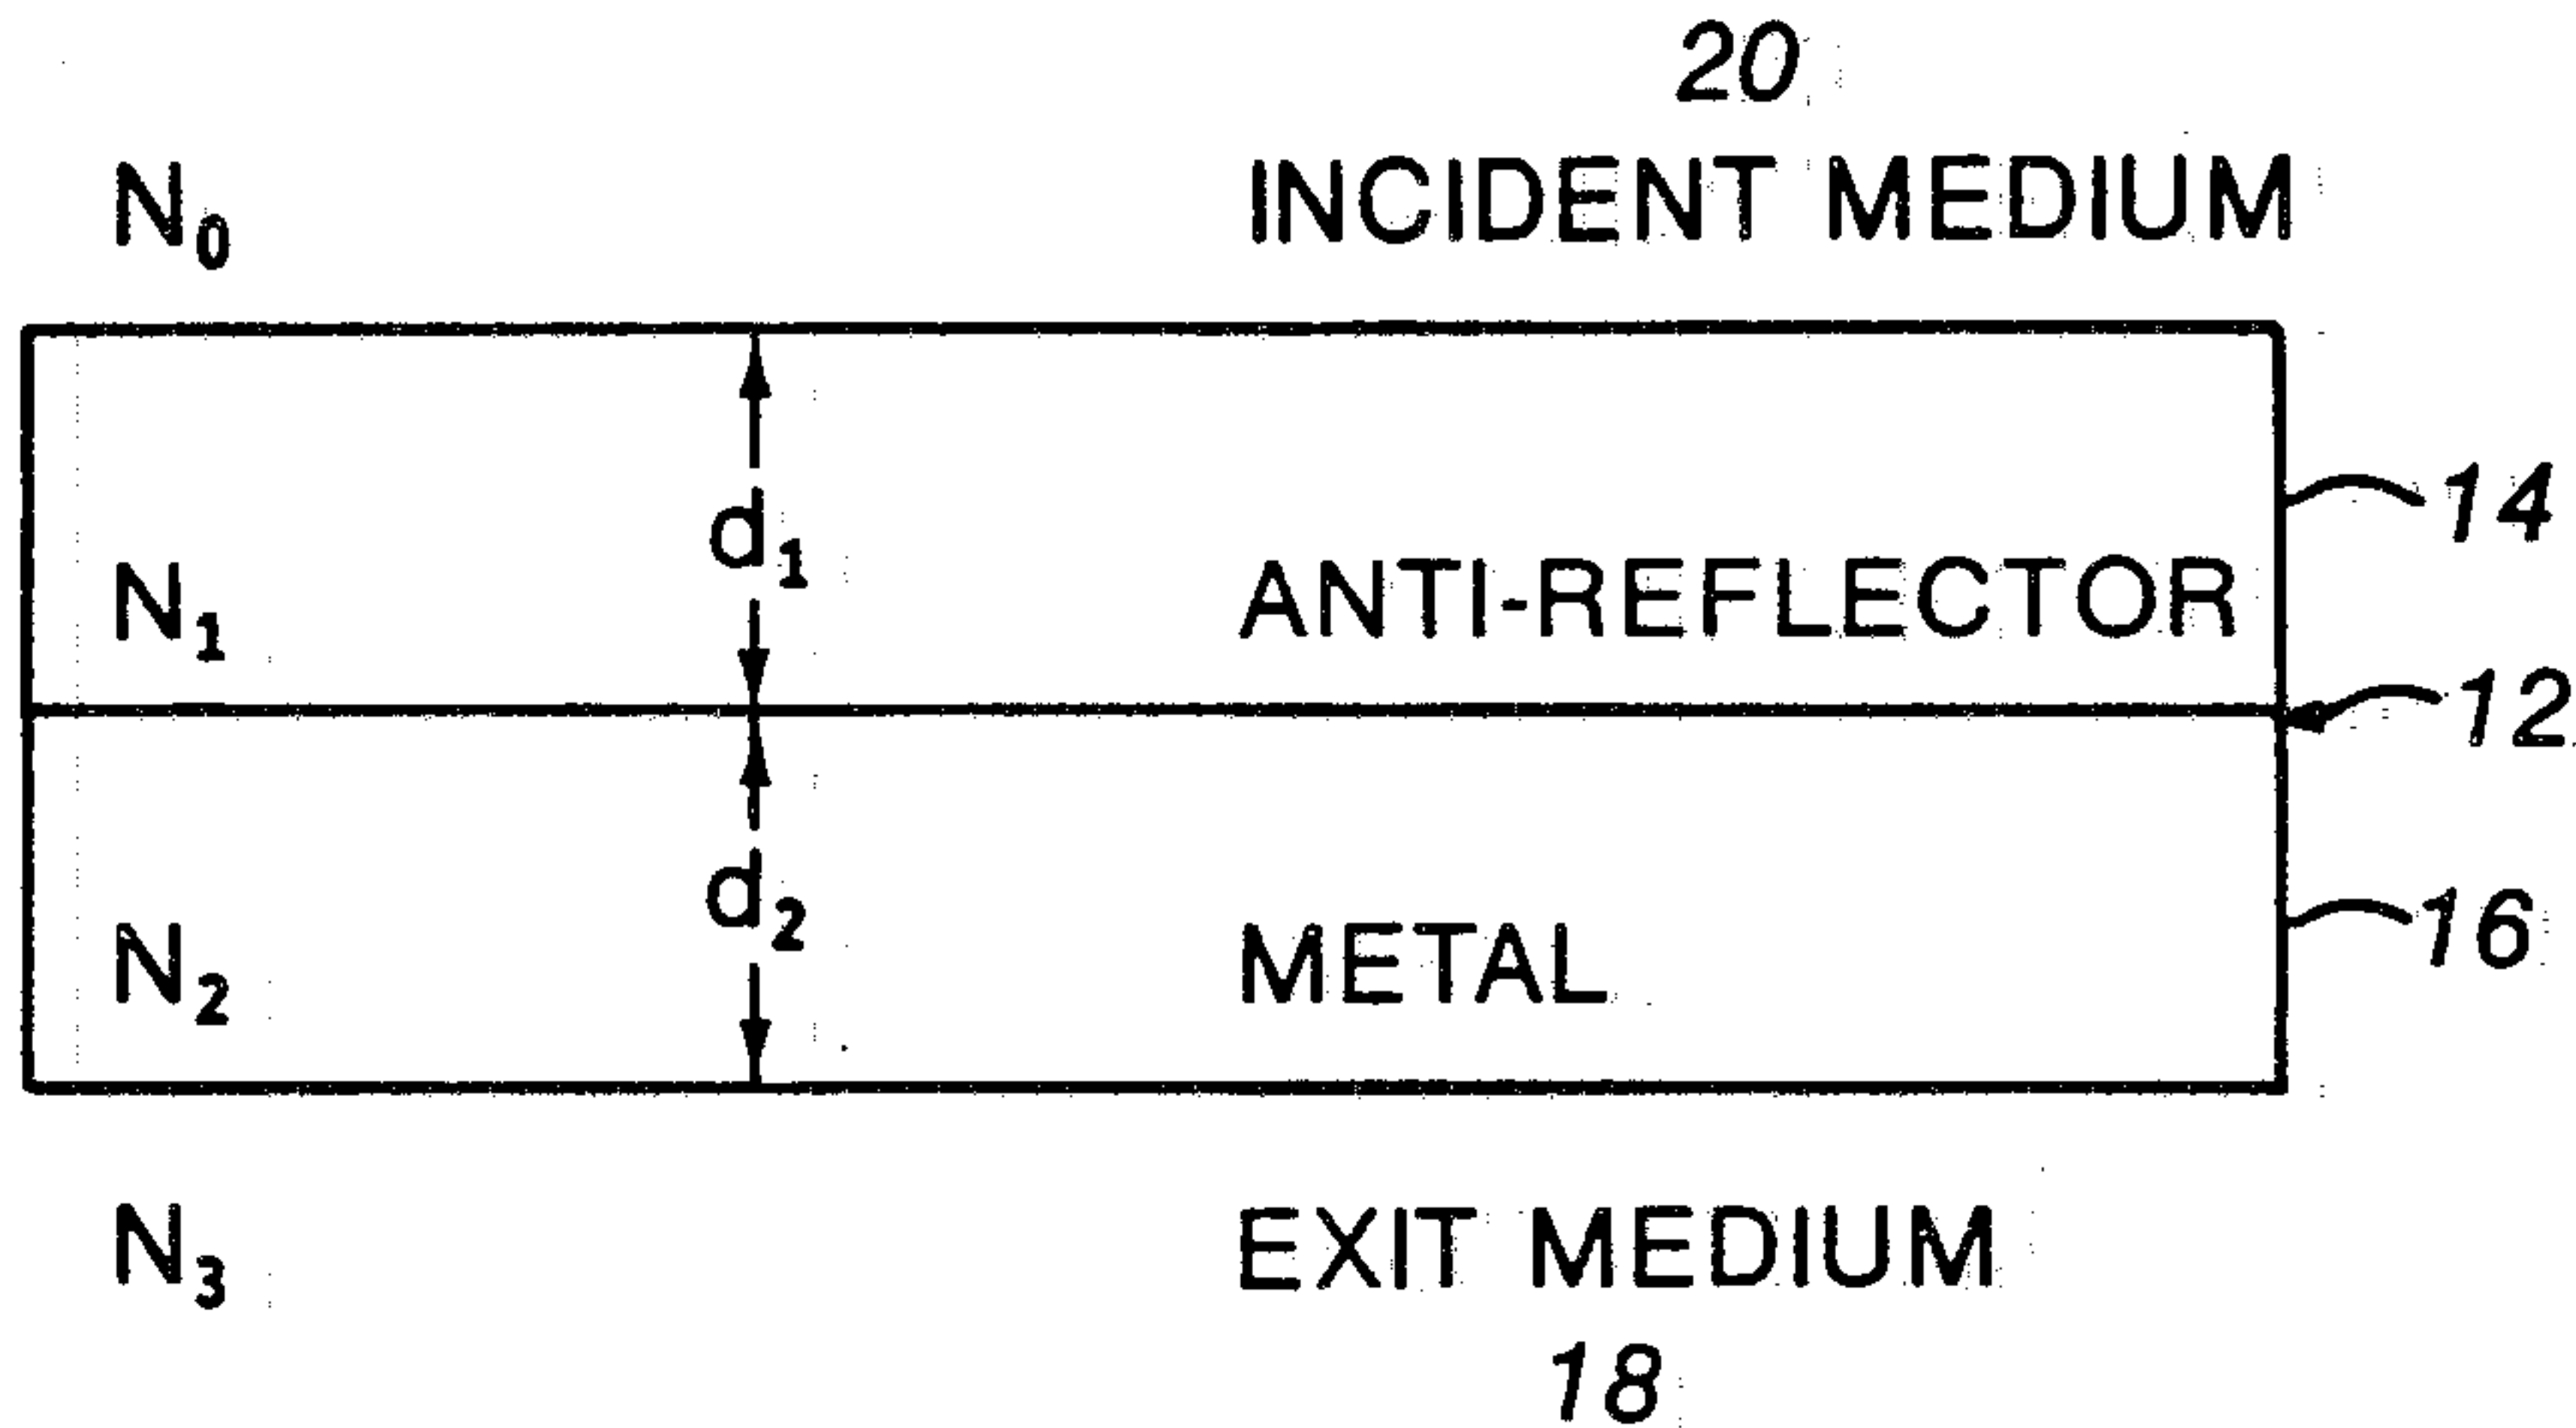 20
N₀ INCIDENT MEDIUM
14
d₁
N₁ ANTI-REFLECTOR
12
16
d₂
N₂ METAL
N₃ EXIT MEDIUM
18